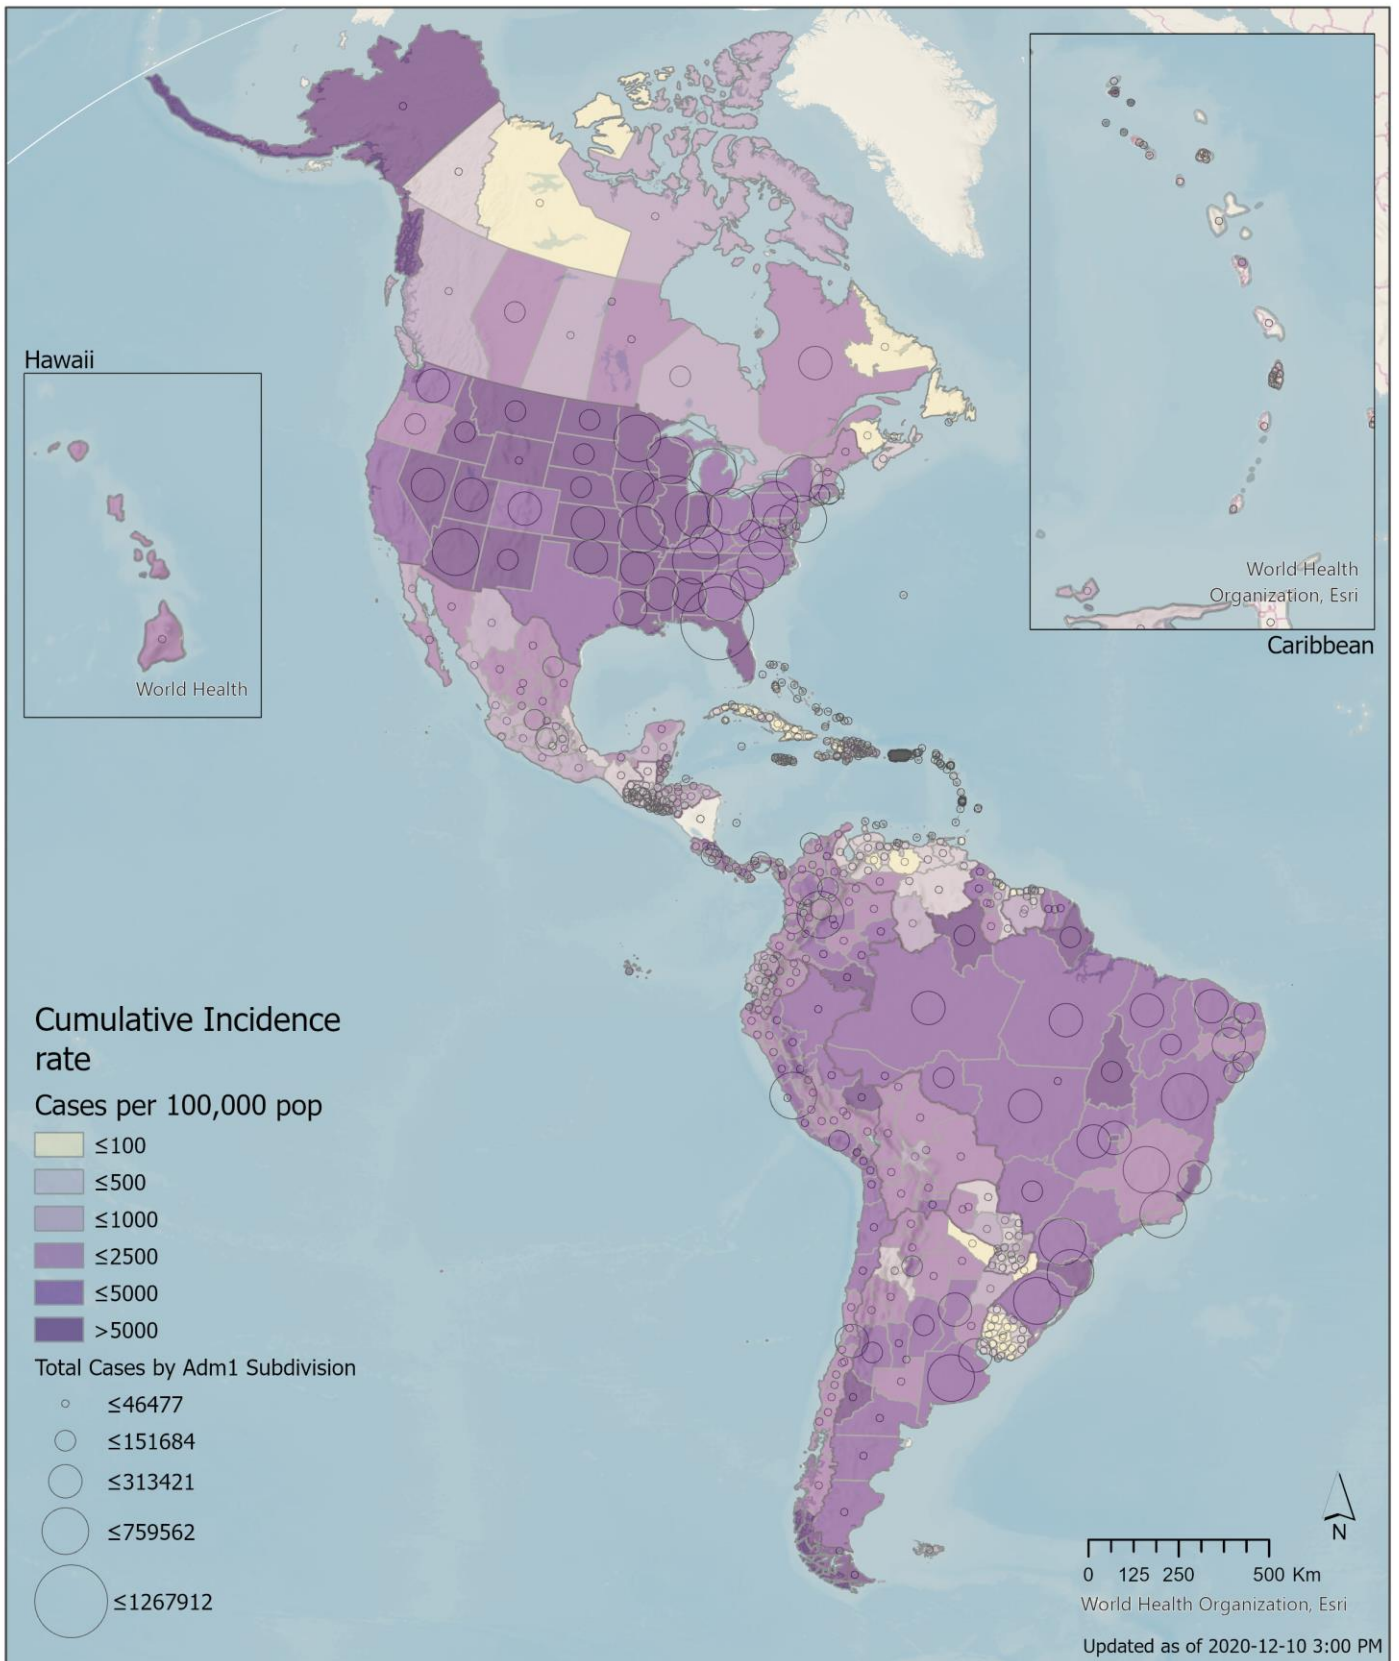 Hawaii
World Health
World Health
Organization, Esri
Caribbean
Cumulative Incidence
rate
Cases per 100,000 pop
≤100
≤500
≤1000
≤2500
≤5000
>5000
Total Cases by Adm1 Subdivision
≤46477
≤151684
≤313421
≤759562
≤1267912
N
0 125 250 500 Km
World Health Organization, Esri
Updated as of 2020-12-10 3:00 PM